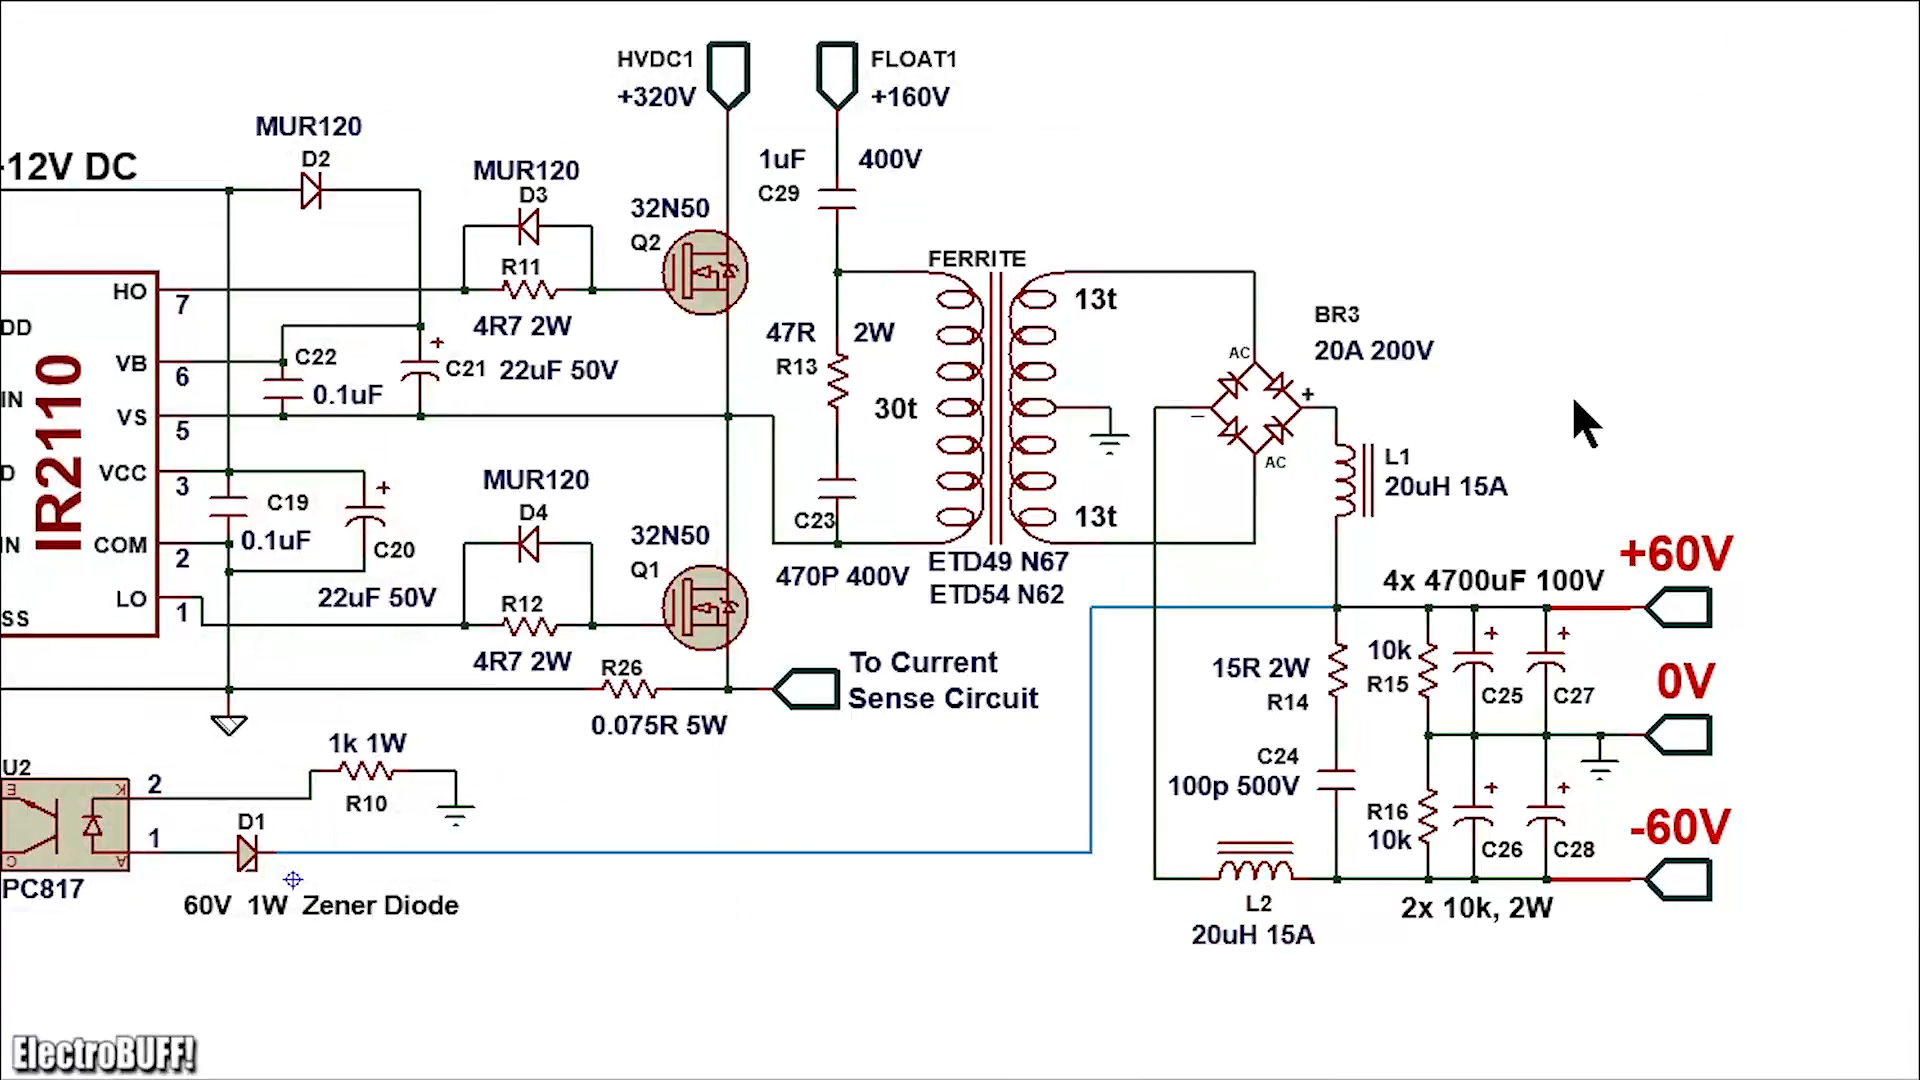 HVDC1
+320V
FLOAT1
+160V
MUR120
D2
-12V DC
MUR120
D3
1uF 400V
C29
32N50
Q2
R11
4R7 2W
FERRITE
HO
7
DD
VB
6
C22
0.1uF
+
C21 22uF 50V
IN
VS
5
IR2110
47R 2W
R13
30t
13t
13t
BR3
20A 200V
AC
+
−
AC
L1
20uH 15A
D
VCC
3
C19
0.1uF
+
C20
22uF 50V
IN
COM
2
LO
1
SS
MUR120
D4
32N50
Q1
R12
4R7 2W
C23
470P 400V
ETD49 N67
ETD54 N62
R26
0.075R 5W
To Current
Sense Circuit
4x 4700uF 100V
+60V
15R 2W
R14
10k
R15
+
C25
+
C27
0V
C24
100p 500V
R16
10k
+
C26
+
C28
-60V
2x 10k, 2W
L2
20uH 15A
U2
E
K
C
A
2
1
PC817
1k 1W
R10
D1
60V 1W Zener Diode
ElectroBUFF!